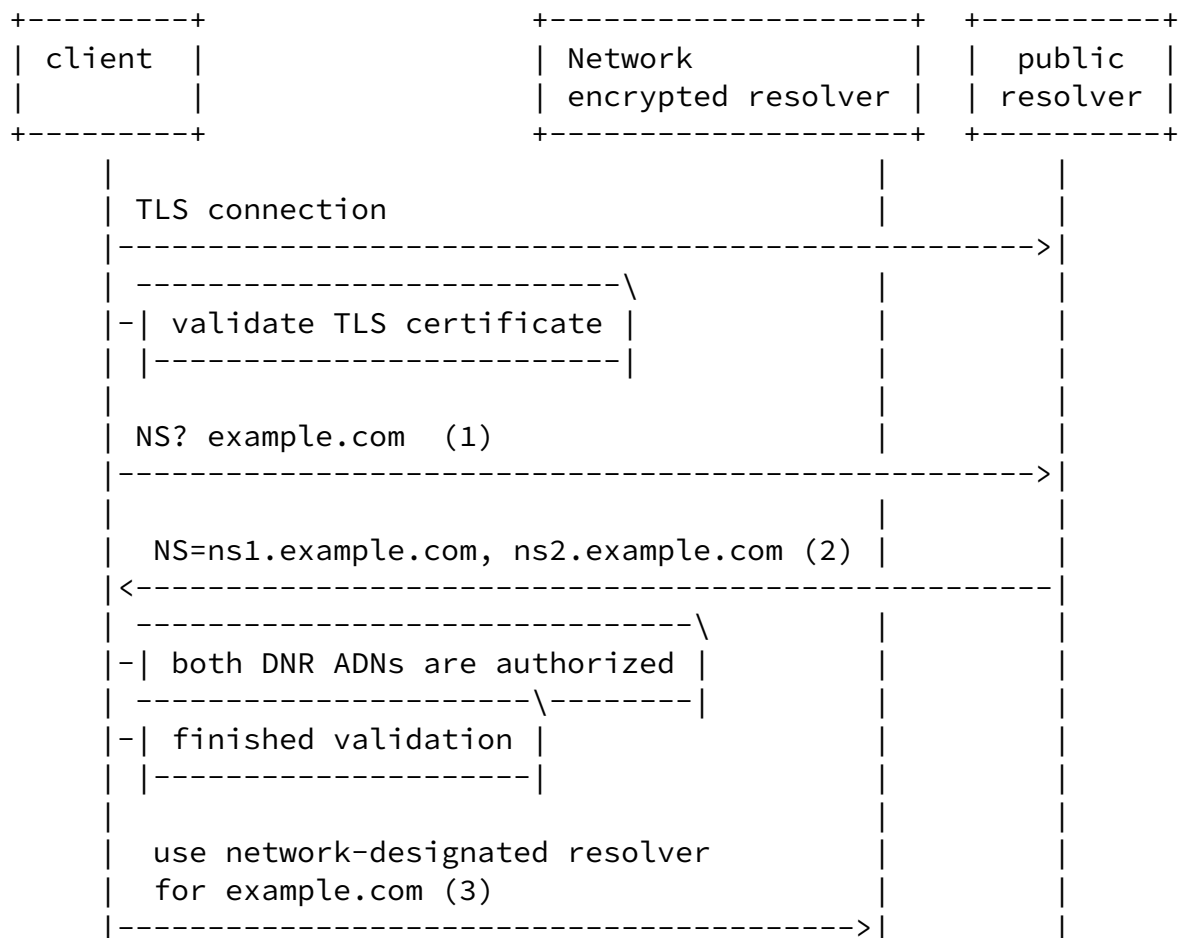 client Network public
encrypted resolver resolver
TLS connection
validate TLS certificate
NS? example.com (1)
NS=ns1.example.com, ns2.example.com (2)
both DNR ADNs are authorized
finished validation
use network-designated resolver
for example.com (3)